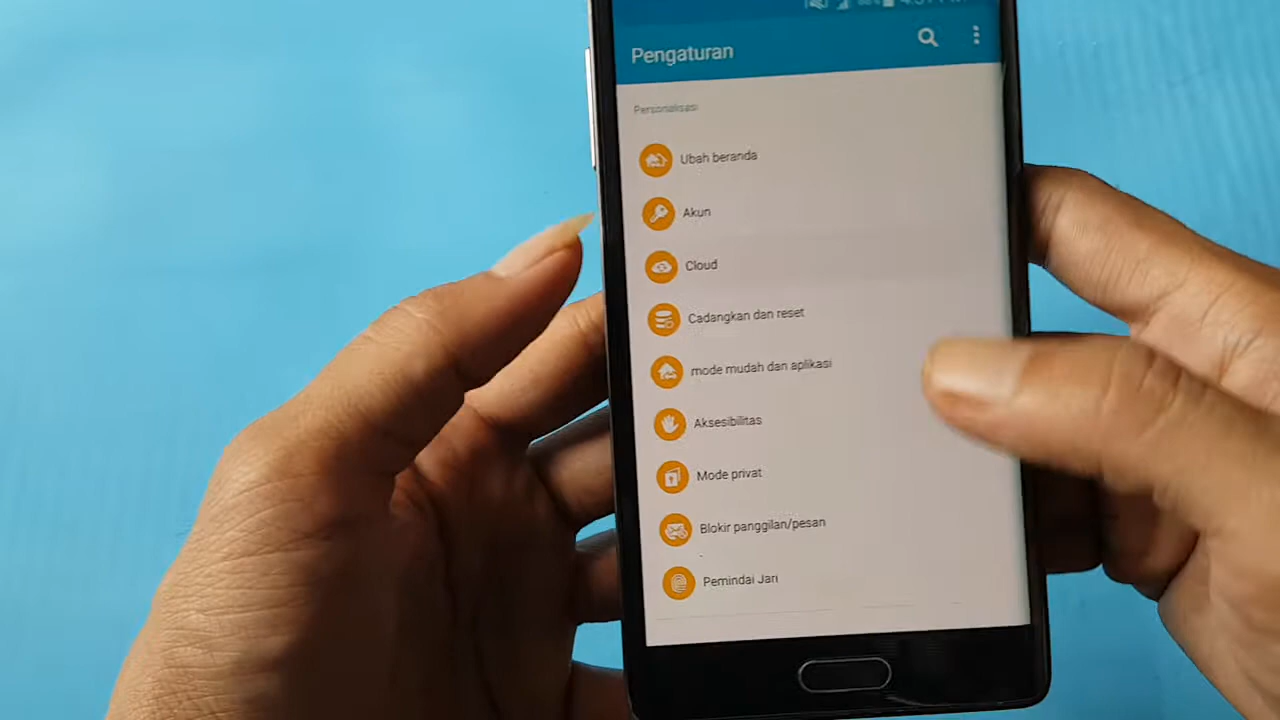 Pengaturan
Personalisasi
Ubah beranda
Akun
Cloud
Cadangkan dan reset
mode mudah dan aplikasi
Aksesibilitas
Mode privat
Blokir panggilan/pesan
Pemindai Jari